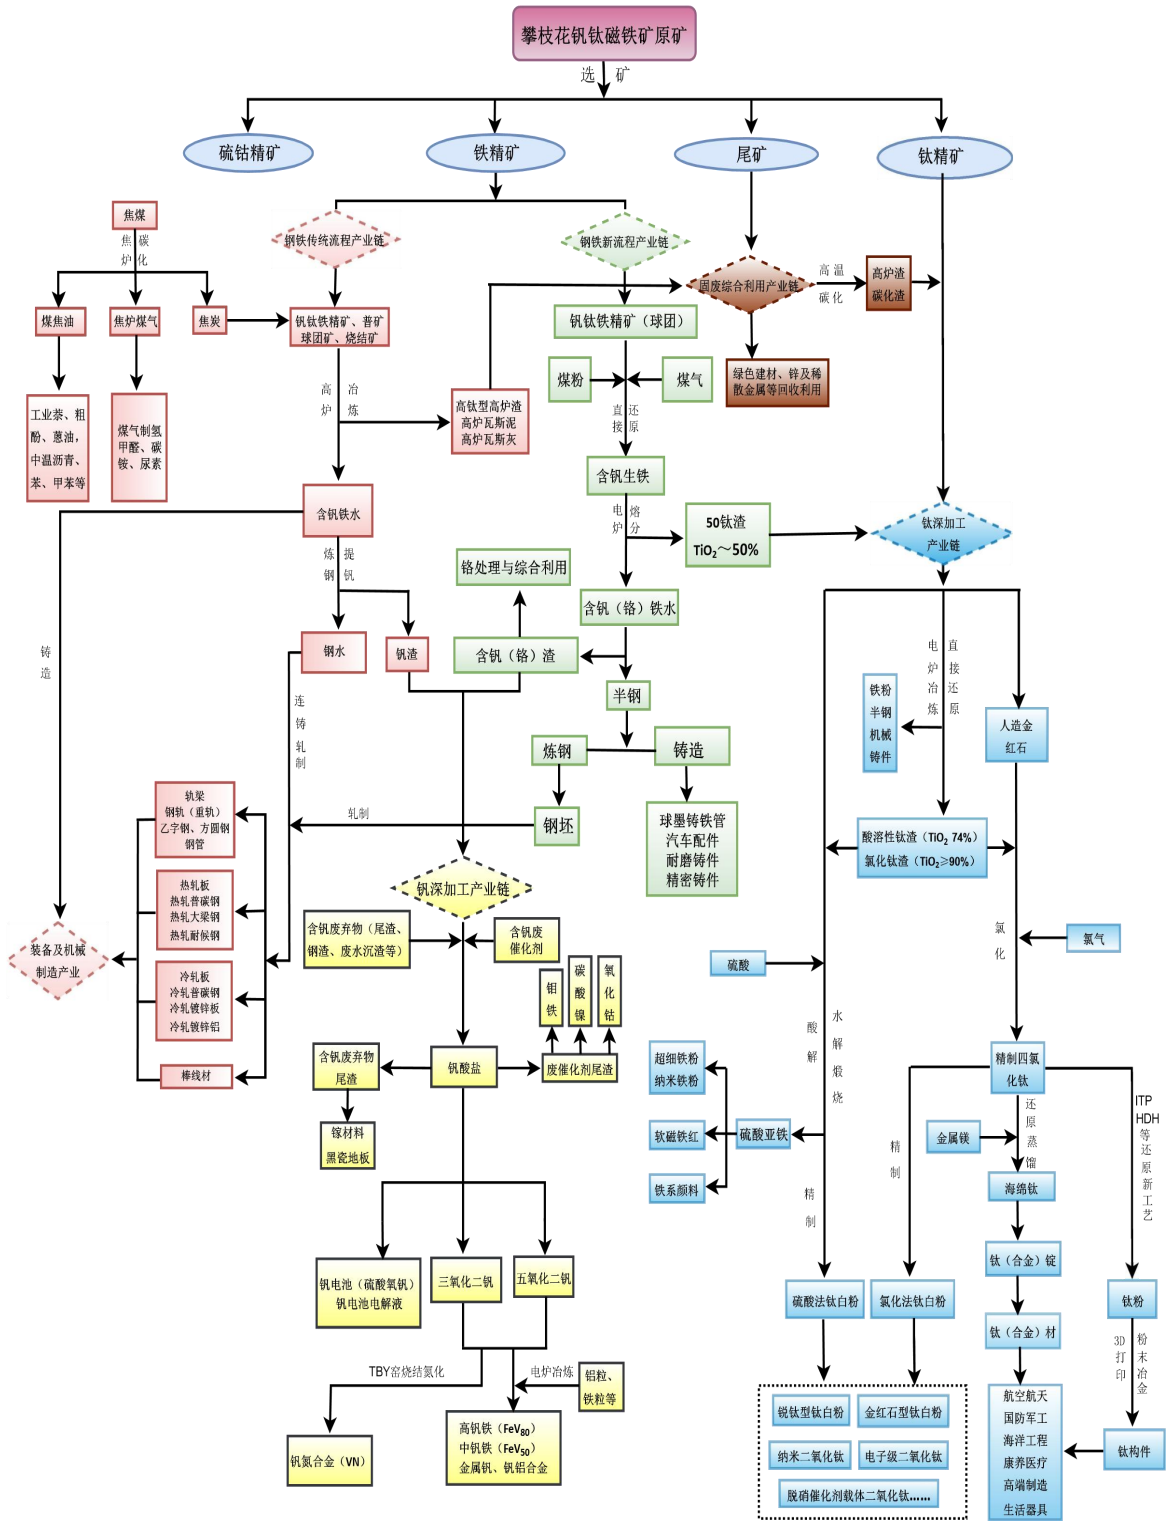 攀枝花钒钛磁铁矿原矿
选 矿
硫钴精矿
铁精矿
尾矿
钛精矿
焦煤
焦 碳
炉 化
钢铁传统流程产业链
钢铁新流程产业链
固废综合利用产业链
高温
碳化
高炉渣
碳化渣
煤焦油
焦炉煤气
焦炭
钒钛铁精矿、普矿
球团矿、烧结矿
钒钛铁精矿（球团）
煤粉
煤气
绿色建材、锌及稀
散金属等回收利用
工业萘、粗
酚、蒽油，
中温沥青、
苯、甲苯等
煤气制氢
甲醛、碳
铵、尿素
高 冶
炉 炼
高钛型高炉渣
高炉瓦斯泥
高炉瓦斯灰
直 还
接 原
含钒生铁
含钒铁水
电 熔
炉 分
50钛渣
TiO₂～50%
钛深加工
产业链
炼 提
钢 钒
铬处理与综合利用
含钒（铬）铁水
钢水
钒渣
含钒（铬）渣
半钢
铸造
连铸轧制
电炉冶炼
直接还原
铁粉
半钢
机械
铸件
人造金
红石
炼钢
铸造
轨梁
钢轨（重轨）
乙字钢、方圆钢
钢管
轧制
钢坯
球墨铸铁管
汽车配件
耐磨铸件
精密铸件
酸溶性钛渣（TiO₂ 74%）
氯化钛渣（TiO₂≥90%）
热轧板
热轧普碳钢
热轧大梁钢
热轧耐候钢
钒深加工产业链
含钒废弃物（尾渣、
钢渣、废水沉渣等）
含钒废
催化剂
氯化
氯气
装备及机械
制造产业
冷轧板
冷轧普碳钢
冷轧镀锌板
冷轧镀锌铝
钼铁
碳酸镍
氧化钴
硫酸
酸解
水解煅烧
棒线材
含钒废弃物
尾渣
钒酸盐
废催化剂尾渣
超细铁粉
纳米铁粉
精制四氯
化钛
镓材料
黑瓷地板
软磁铁红
硫酸亚铁
铁系颜料
精制
精制
金属镁
还原蒸馏
ITP
HDH
等还原新工艺
海绵钛
钛（合金）锭
钒电池（硫酸氧钒）
钒电池电解液
三氧化二钒
五氧化二钒
硫酸法钛白粉
氯化法钛白粉
钛粉
钛（合金）材
3D打印
粉末冶金
TBY窑烧结氮化
电炉冶炼
铝粒、
铁粒等
钒氮合金（VN）
高钒铁（FeV₈₀）
中钒铁（FeV₅₀）
金属钒、钒铝合金
锐钛型钛白粉
金红石型钛白粉
纳米二氧化钛
电子级二氧化钛
脱硝催化剂载体二氧化钛......
航空航天
国防军工
海洋工程
康养医疗
高端制造
生活器具
钛构件